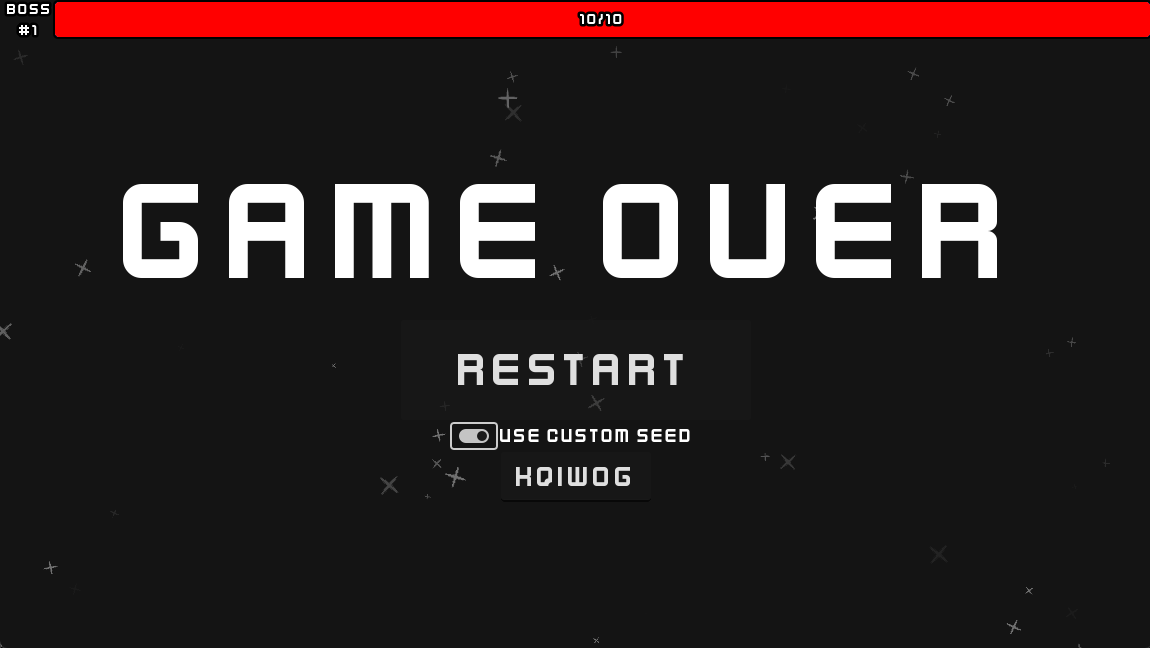 BOSS
#1
10/10
GAME OVER
RESTART
USE CUSTOM SEED
HQIWOG